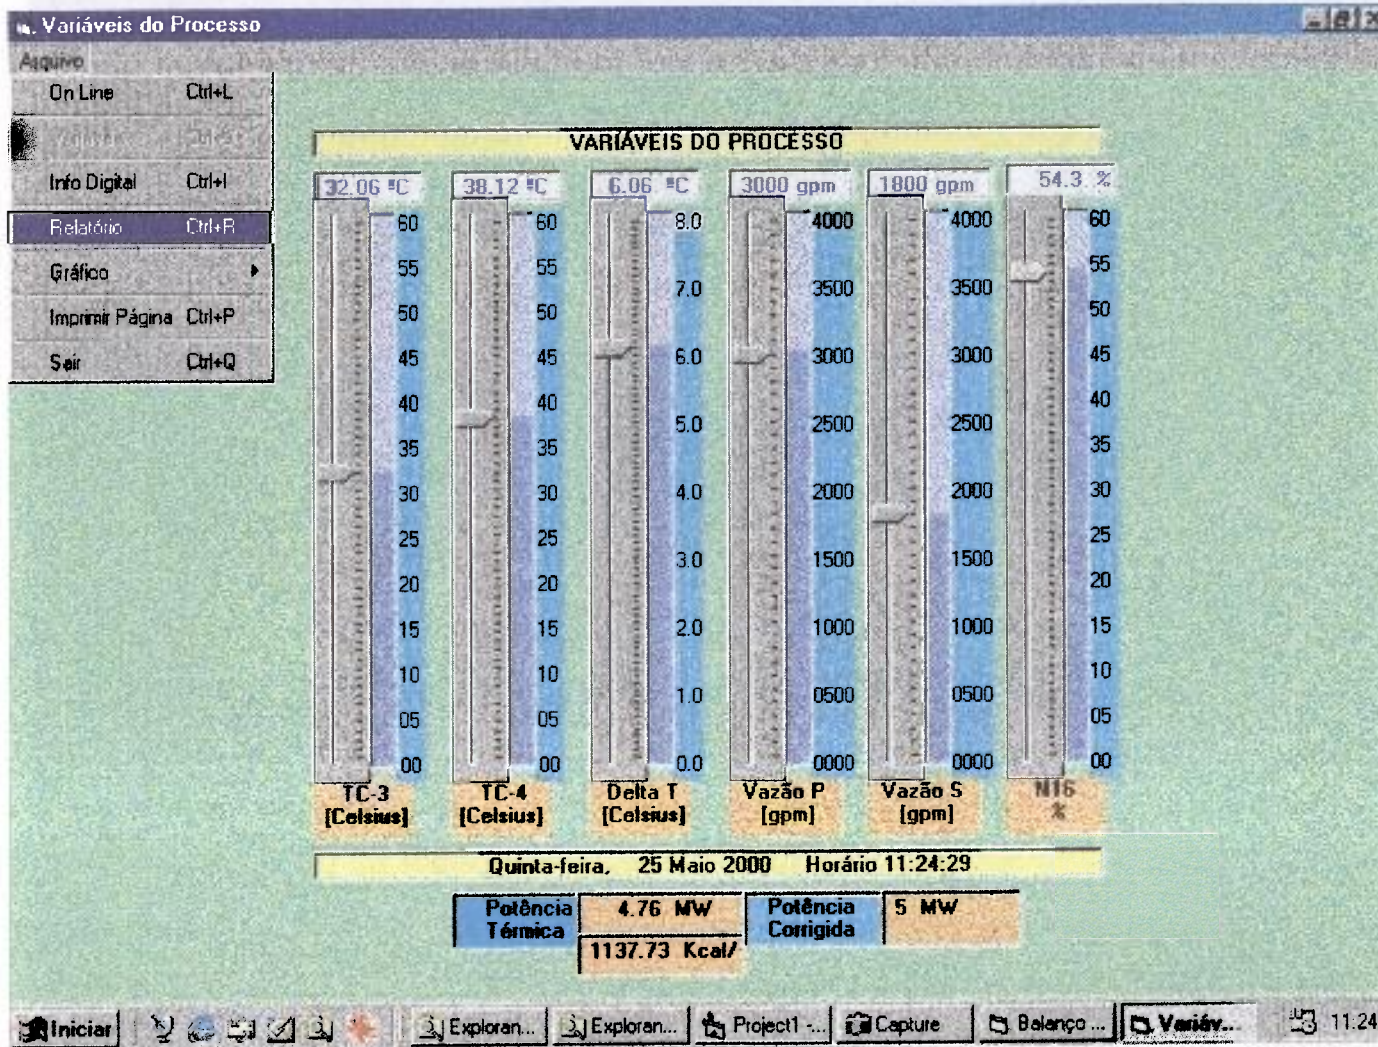 Variáveis do Processo
Arquivo
On Line Ctrl+L
Info Digital Ctrl+I
Relatório Ctrl+R
Gráfico
Imprimir Página Ctrl+P
Sair Ctrl+Q
VARIÁVEIS DO PROCESSO
32.06 ºC 38.12 ºC 6.06 ºC 3000 gpm 1800 gpm 54.3 %
60 60 8.0 4000 4000 60
55 55 7.0 3500 3500 55
50 50 6.0 3000 3000 50
45 45 5.0 2500 2500 45
40 40 4.0 2000 2000 40
35 35 3.0 1500 1500 35
30 30 2.0 1000 1000 30
25 25 1.0 0500 0500 25
20 20 0.0 0000 0000 20
15 15 15
10 10 10
05 05 05
00 00 00
TC-3 TC-4 Delta T Vazão P Vazão S N16
[Celsius] [Celsius] [Celsius] [gpm] [gpm] %
Quinta-feira, 25 Maio 2000 Horário 11:24:29
Potência Térmica 4.76 MW Potência Corrigida 5 MW
1137.73 Kcal/
Iniciar Exploran... Exploran... Project1 -... Capture Balanço ... Variáv... 11:24